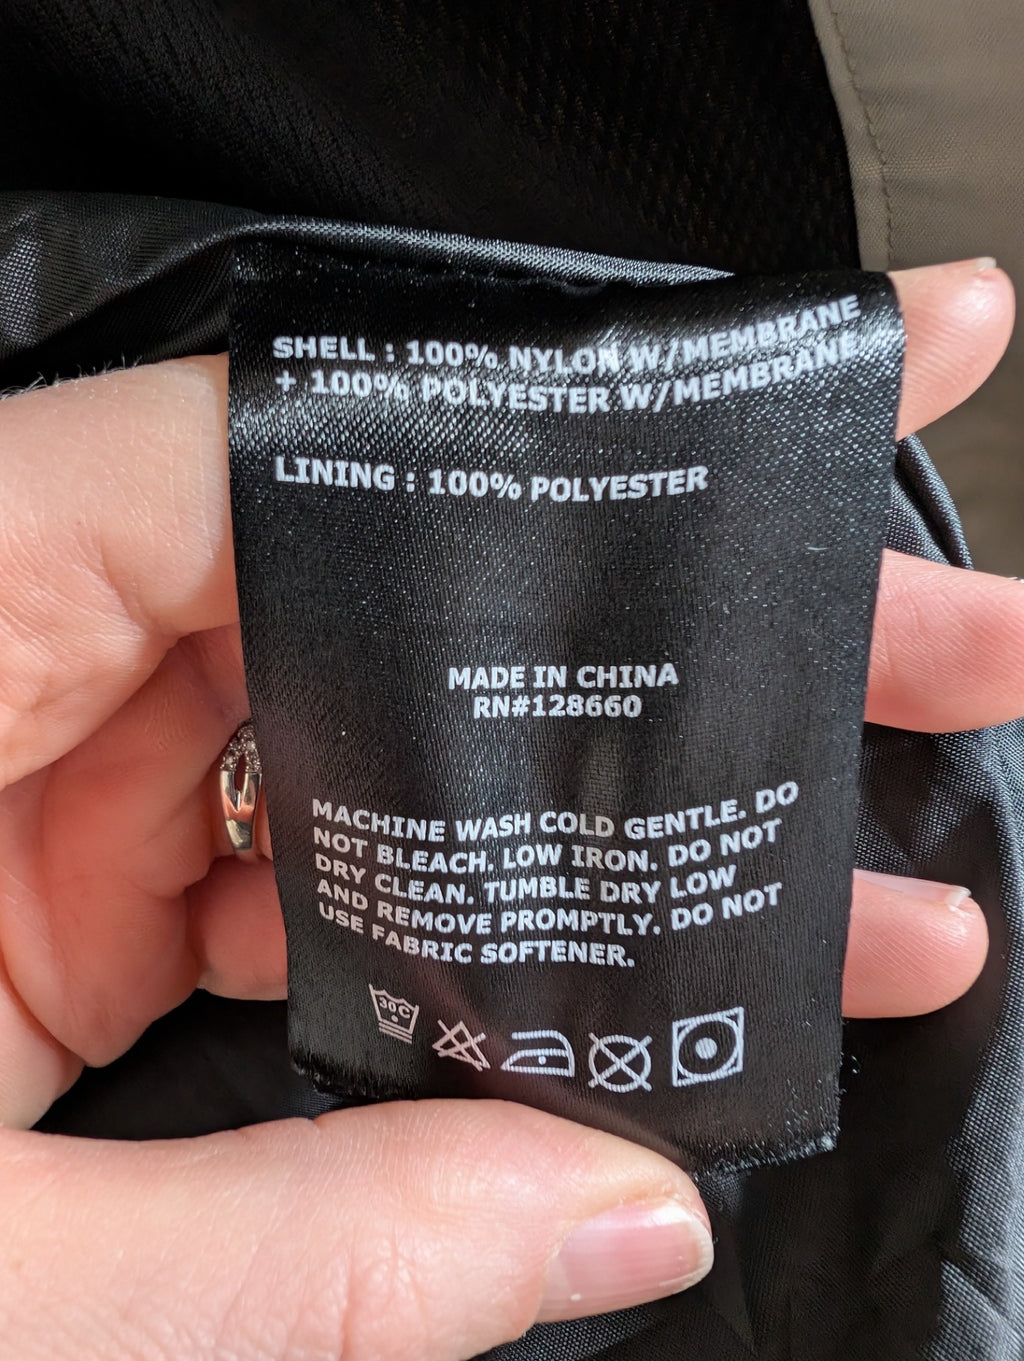 SHELL : 100% NYLON W/MEMBRANE
+ 100% POLYESTER W/MEMBRANE
LINING : 100% POLYESTER
MADE IN CHINA
RN#128660
MACHINE WASH COLD GENTLE. DO
NOT BLEACH. LOW IRON. DO NOT
DRY CLEAN. TUMBLE DRY LOW
AND REMOVE PROMPTLY. DO NOT
USE FABRIC SOFTENER.
30°C